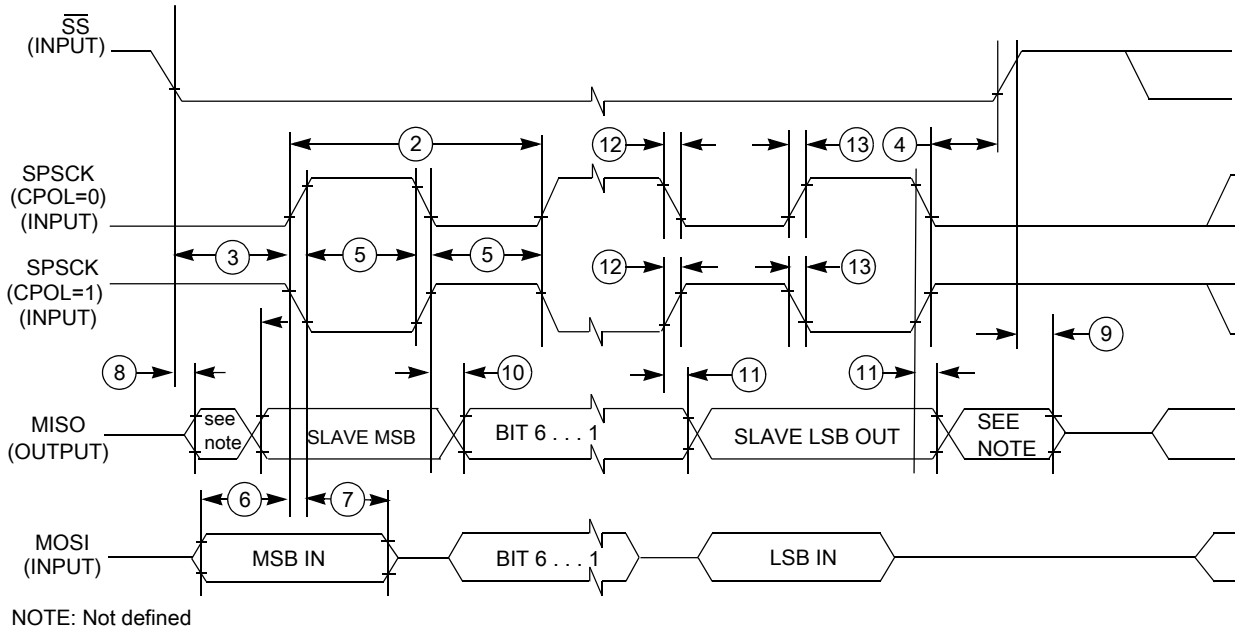 SS
(INPUT)
2
12
13
4
SPSCK
(CPOL=0)
(INPUT)
3
5
5
SPSCK
(CPOL=1)
(INPUT)
12
13
8
10
11
11
9
MISO
(OUTPUT)
see
note
SLAVE MSB
BIT 6 . . . 1
SLAVE LSB OUT
SEE
NOTE
6
7
MOSI
(INPUT)
MSB IN
BIT 6 . . . 1
LSB IN
NOTE: Not defined